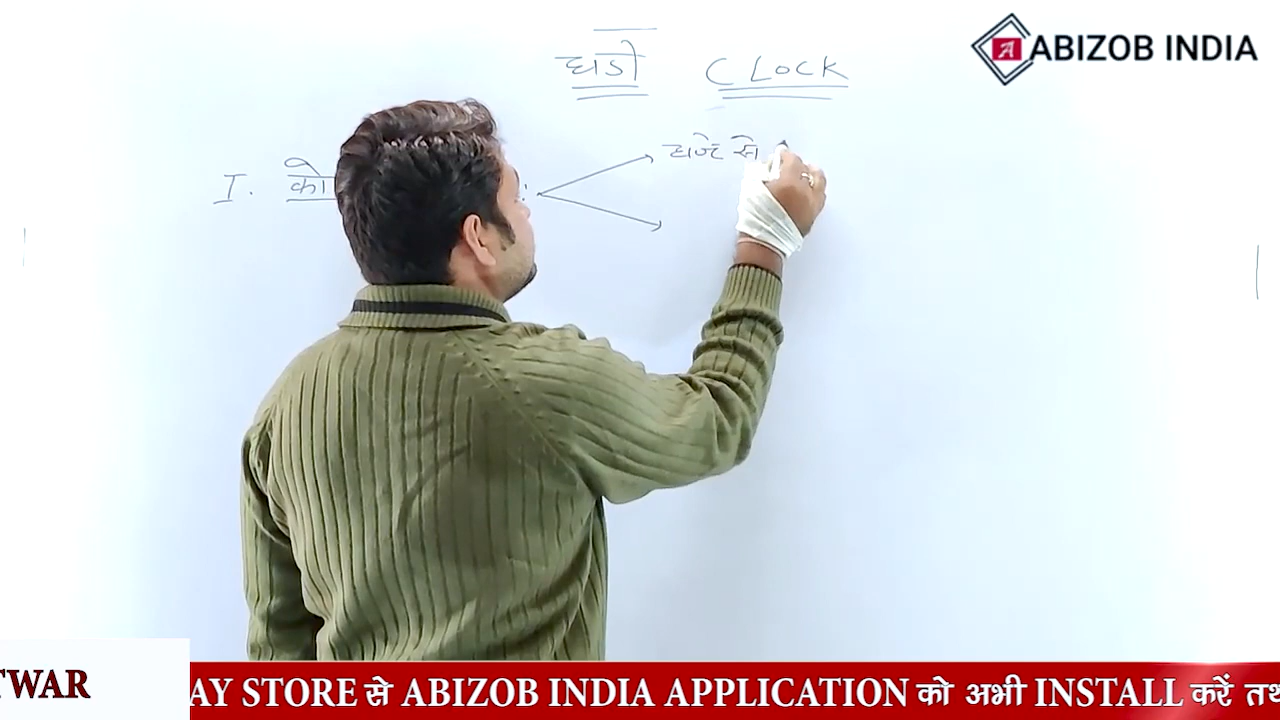 ABIZOB INDIA
घडी CLOCK
I. को
घण्टे से
TWAR
AY STORE से ABIZOB INDIA APPLICATION को अभी INSTALL करें तथ